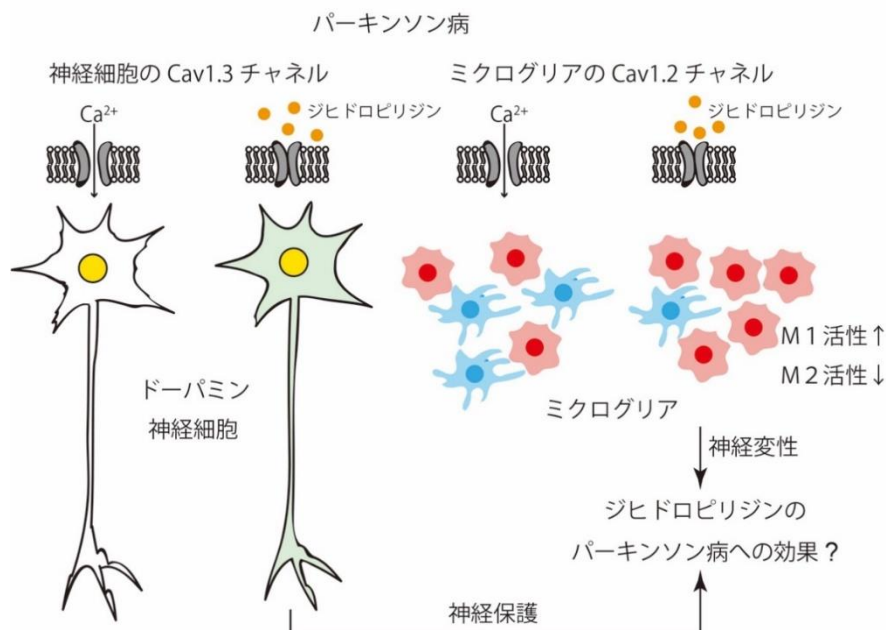 パーキンソン病
神経細胞の Cav1.3 チャネル
ミクログリアの Cav1.2 チャネル
Ca²⁺
ジヒドロピリジン
Ca²⁺
ジヒドロピリジン
M 1 活性↑
M 2 活性↓
ドーパミン
神経細胞
ミクログリア
神経変性
ジヒドロピリジンの
パーキンソン病への効果？
神経保護